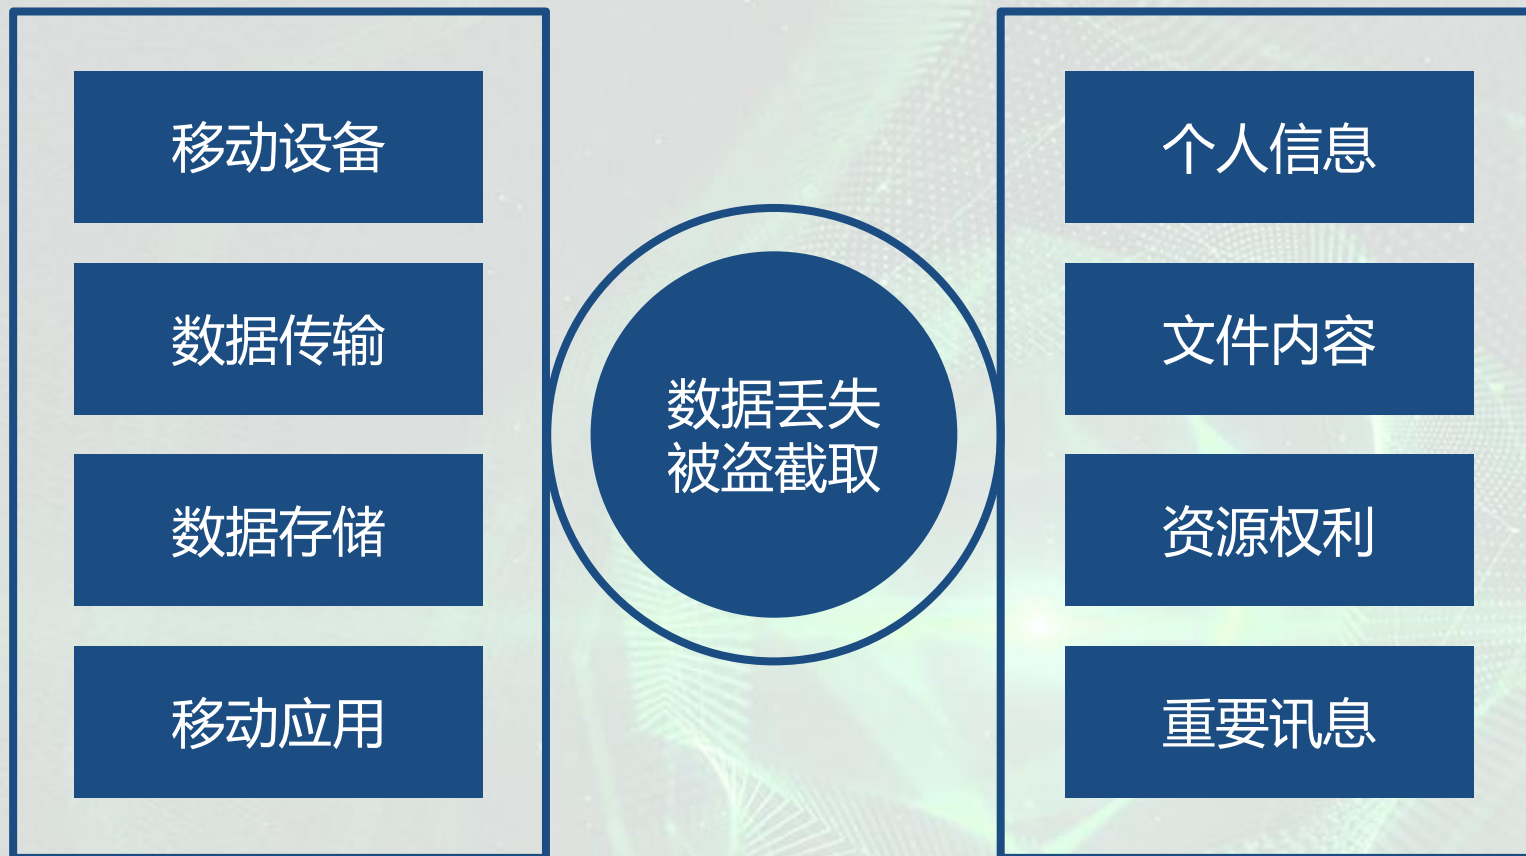 移动设备
数据传输
数据存储
移动应用
数据丢失
被盗截取
个人信息
文件内容
资源权利
重要讯息